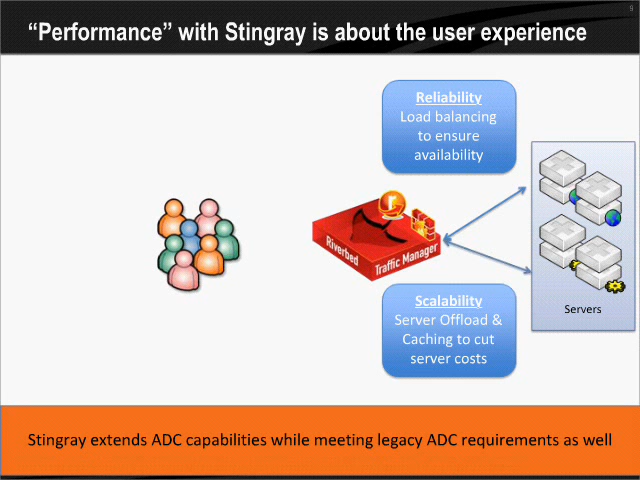 9
“Performance” with Stingray is about the user experience
Reliability
Load balancing
to ensure
availability
Riverbed
Traffic Manager
Servers
Scalability
Server Offload &
Caching to cut
server costs
Stingray extends ADC capabilities while meeting legacy ADC requirements as well